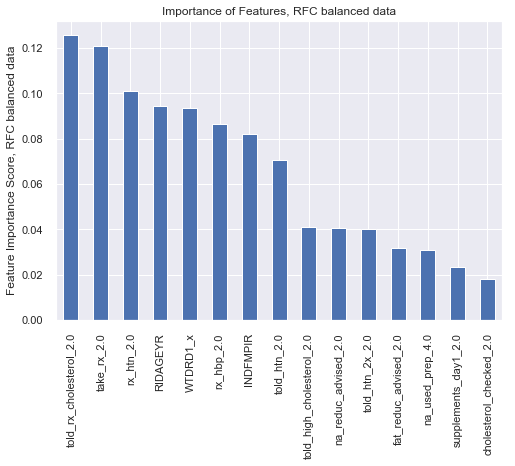 Importance of Features, RFC balanced data
Feature Importance Score, RFC balanced data
0.12
0.10
0.08
0.06
0.04
0.02
0.00
told_rx_cholesterol_2.0
take_rx_2.0
rx_htn_2.0
RIDAGEYR
WTDRD1_x
rx_hbp_2.0
INDFMPIR
told_htn_2.0
told_high_cholesterol_2.0
na_reduc_advised_2.0
told_htn_2x_2.0
fat_reduc_advised_2.0
na_used_prep_4.0
supplements_day1_2.0
cholesterol_checked_2.0